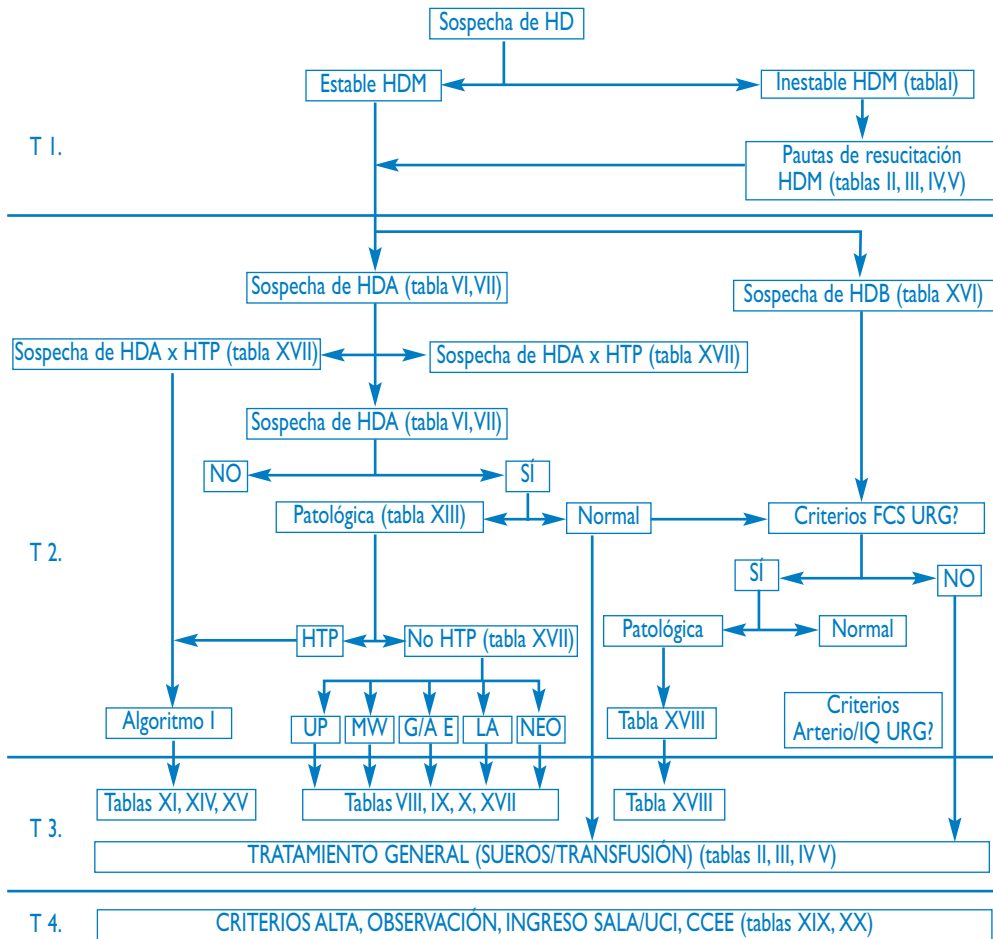 Sospecha de HD
Estable HDM
Inestable HDM (tablaI)
T 1.
Pautas de resucitación
HDM (tablas II, III, IV,V)
Sospecha de HDA (tabla VI,VII)
Sospecha de HDB (tabla XVI)
Sospecha de HDA x HTP (tabla XVII)
Sospecha de HDA x HTP (tabla XVII)
Sospecha de HDA (tabla VI,VII)
NO
SÍ
Patológica (tabla XIII)
Normal
Criterios FCS URG?
T 2.
SÍ
NO
HTP
No HTP (tabla XVII)
Patológica
Normal
Algoritmo I
UP
MW
G/A E
LA
NEO
Tabla XVIII
Criterios
Arterio/IQ URG?
Tablas XI, XIV, XV
Tablas VIII, IX, X, XVII
Tabla XVIII
T 3.
TRATAMIENTO GENERAL (SUEROS/TRANSFUSIÓN) (tablas II, III, IV V)
T 4.
CRITERIOS ALTA, OBSERVACIÓN, INGRESO SALA/UCI, CCEE (tablas XIX, XX)